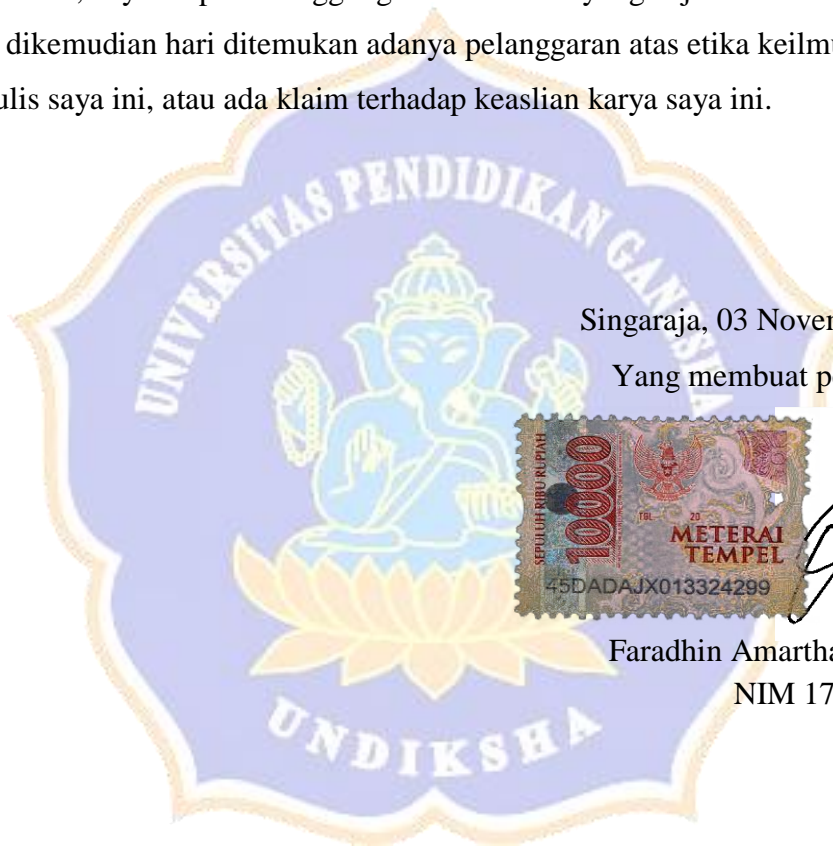 dikemudian hari ditemukan adanya pelanggaran atas etika
ulis saya ini, atau ada klaim terhadap keaslian karya saya ini.
UNIVERSITAS PENDIDIKAN GANESHA
Singaraja, 03
Yang membuat
SEPULUH RIBU RUPIAH
10000
TGL 20
METERAI
TEMPEL
45DADAJX013324299
Faradhin Amartha
NIM 17
UNDIKSHA